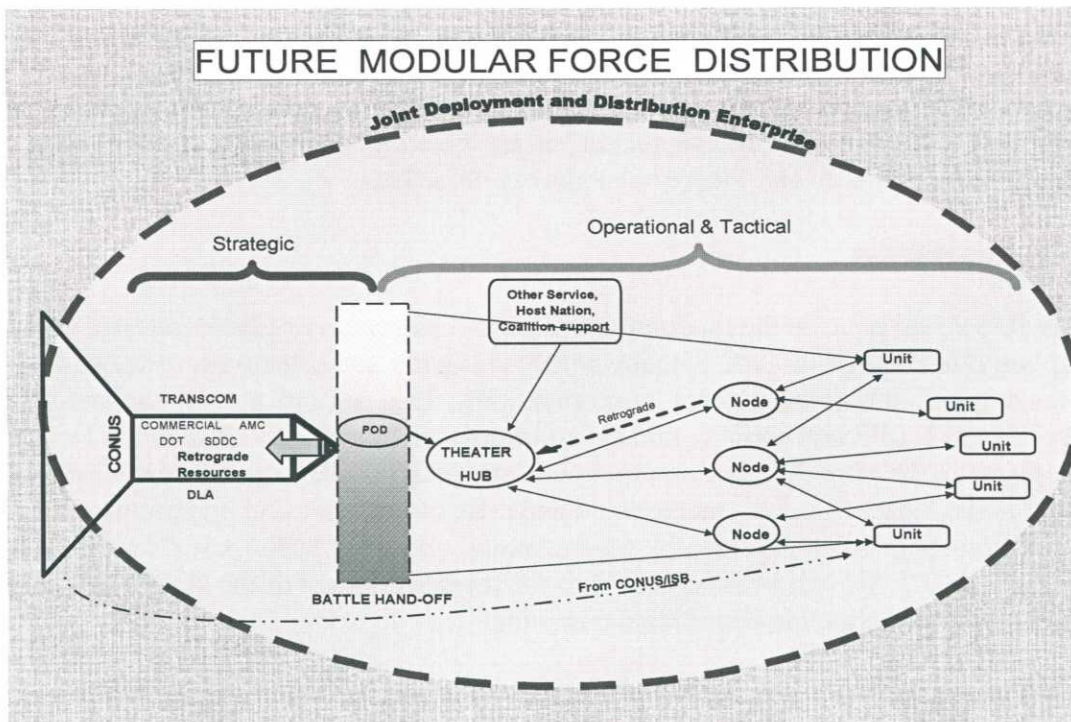 FUTURE MODULAR FORCE DISTRIBUTION
Joint Deployment and Distribution Enterprise
Strategic
Operational & Tactical
Other Service,
Host Nation,
Coalition support
CONUS
TRANSCOM
COMMERCIAL AMC
DOT SDDC
Retrograde
Resources
DLA
POD
THEATER
HUB
Retrograde
Node
Node
Node
Unit
Unit
Unit
Unit
Unit
From CONUS/ISB
BATTLE HAND-OFF